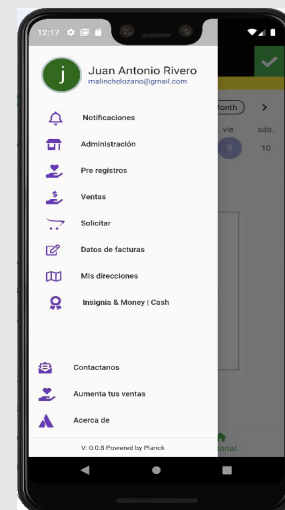 12:17
j
Juan Antonio Rivero
malinchelozano@gmail.com
Month
vie. sáb.
9 10
Notificaciones
Administración
Pre registros
Ventas
Solicitar
Datos de facturas
Mis direcciones
Insignia & Money | Cash
Contactanos
Aumenta tus ventas
Acerca de
orial
V: 0.0.8 Powered by Planck